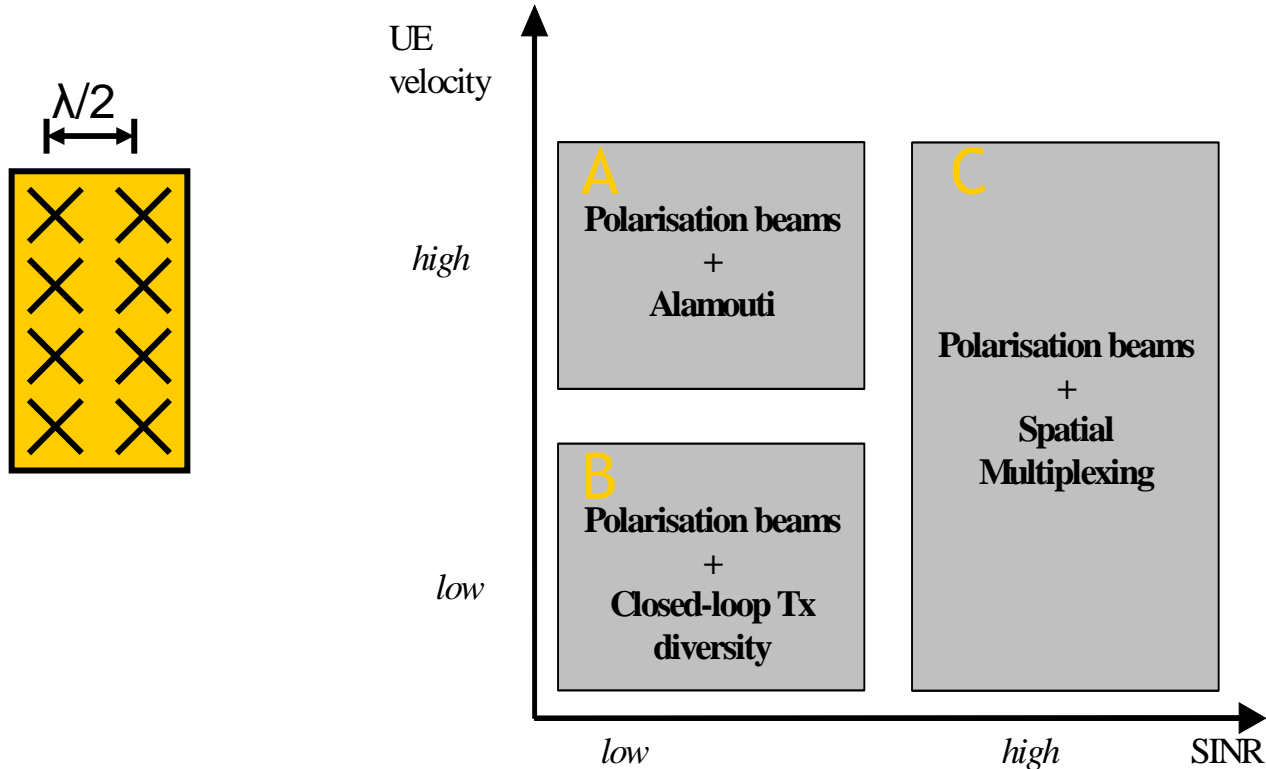 λ/2
UE
velocity
high
low
A
Polarisation beams
+
Alamouti
B
Polarisation beams
+
Closed-loop Tx
diversity
C
Polarisation beams
+
Spatial
Multiplexing
low
high
SINR